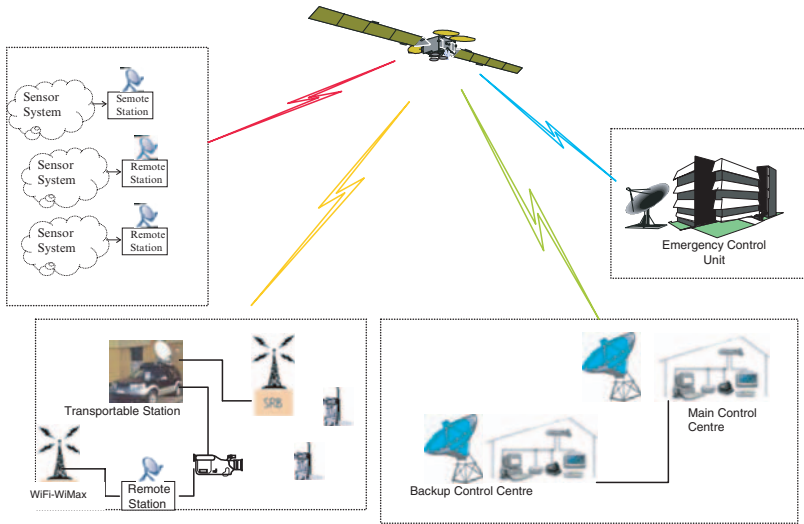 Sensor
System
Semote
Station
Sensor
System
Remote
Station
Sensor
System
Remote
Station
Emergency Control
Unit
Transportable Station
SRB
WiFi-WiMax
Remote
Station
Main Control
Centre
Backup Control Centre